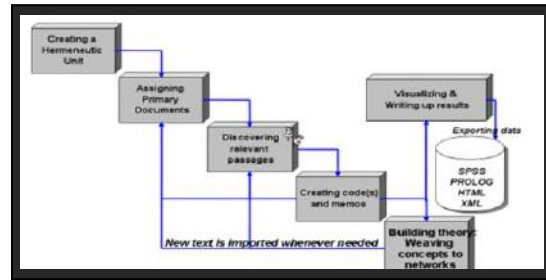 Creating a
Hermeneutic
Unit
Assigning
Primary
Documents
Discovering
relevant
passages
Creating code(s)
and memos
Visualizing &
Writing up results
Exporting data
SPSS
PROLOG
HTML
XML
Building theory:
Weaving
concepts to
networks
New text is imported whenever needed